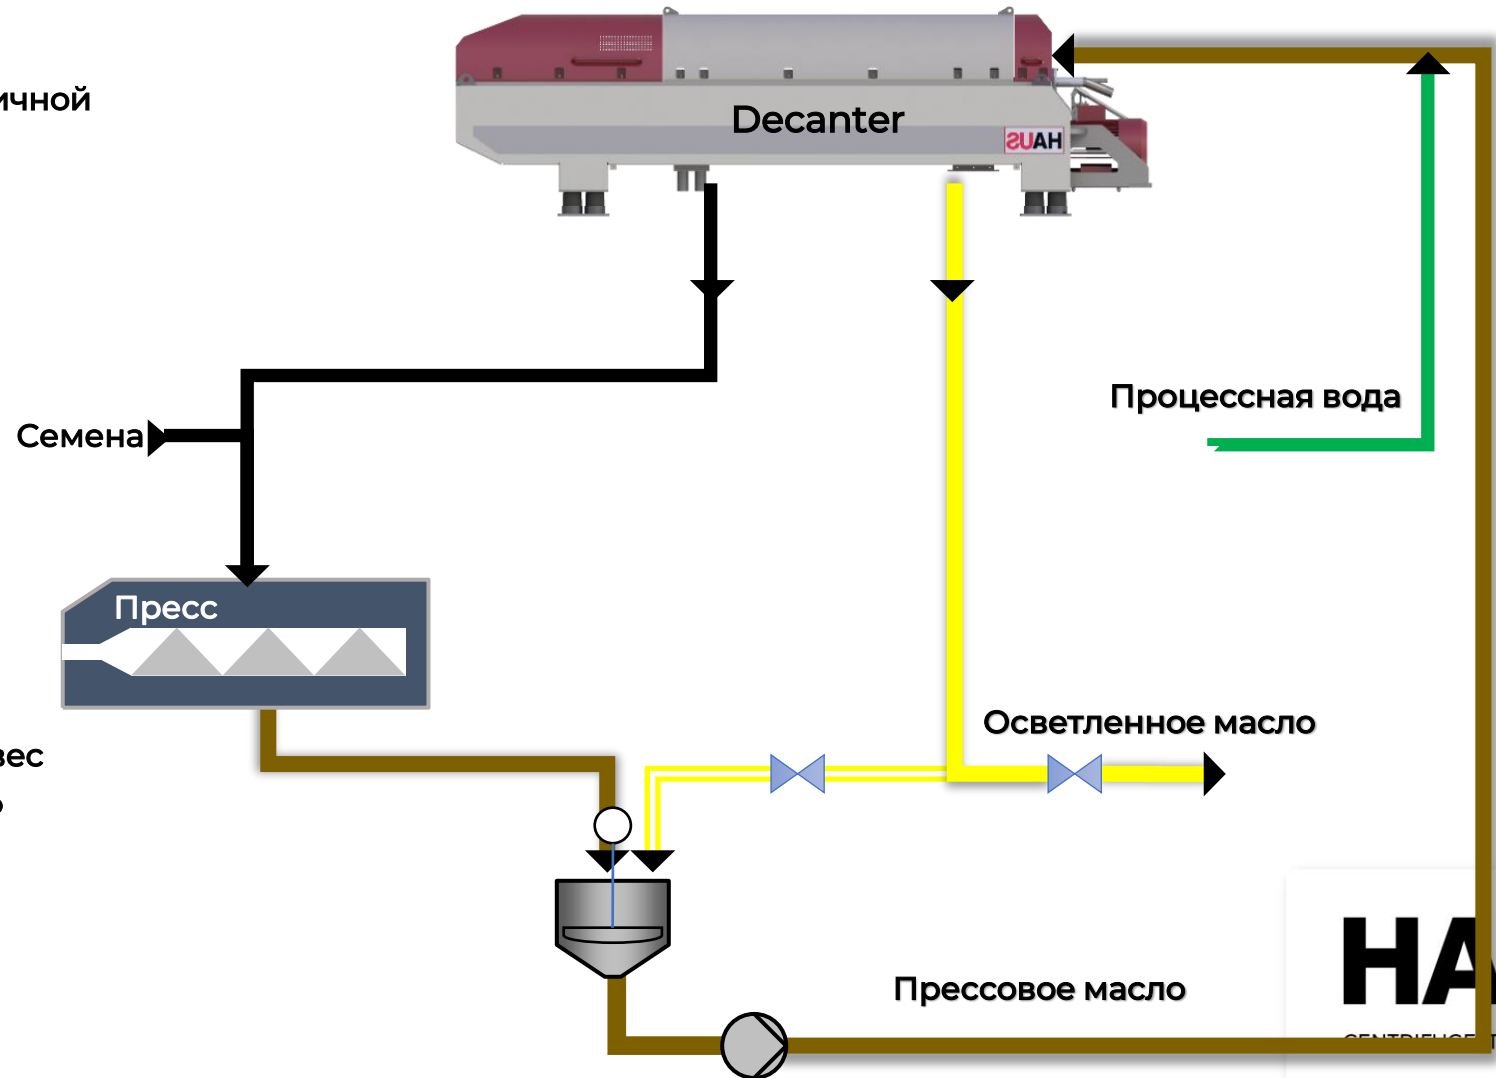 ичной
Decanter
HAUS
Процессная вода
Семена
Пресс
Осветленное масло
вес
Прессовое масло
HA